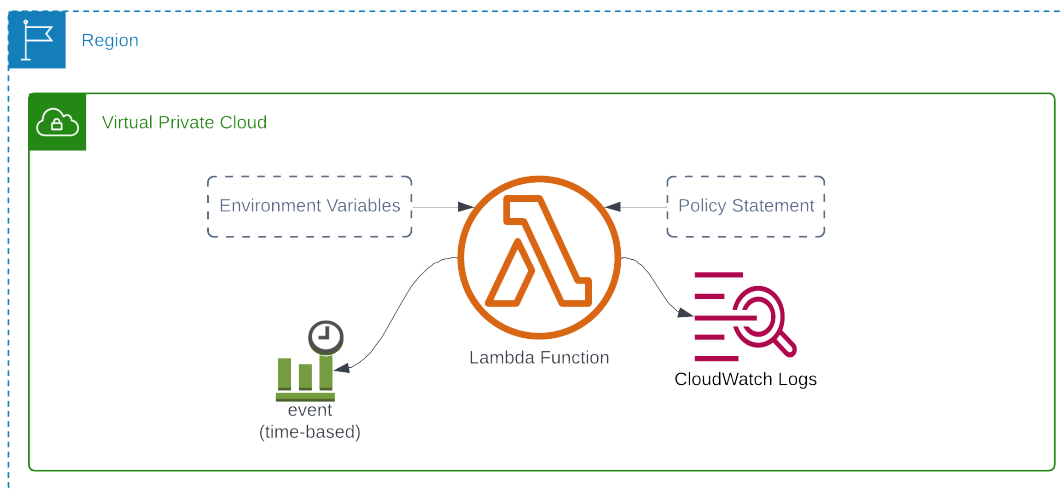 Region
Virtual Private Cloud
Environment Variables
Policy Statement
Lambda Function
CloudWatch Logs
event
(time-based)